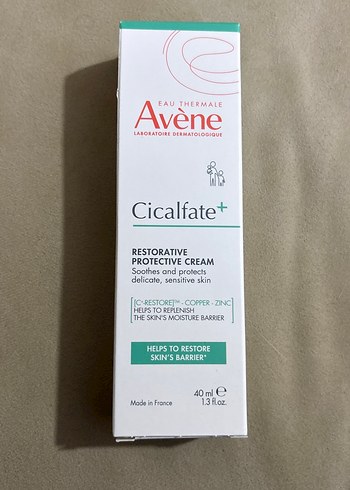 EAU THERMALE
Avène
LABORATOIRE DERMATOLOGIQUE
Cicalfate+
RESTORATIVE
PROTECTIVE CREAM
Soothes and protects
delicate, sensitive skin
[C+-RESTORE]™ - COPPER - ZINC
HELPS TO REPLENISH
THE SKIN'S MOISTURE BARRIER
HELPS TO RESTORE
SKIN'S BARRIER*
40 ml ℮
Made in France 1.3 fl.oz.